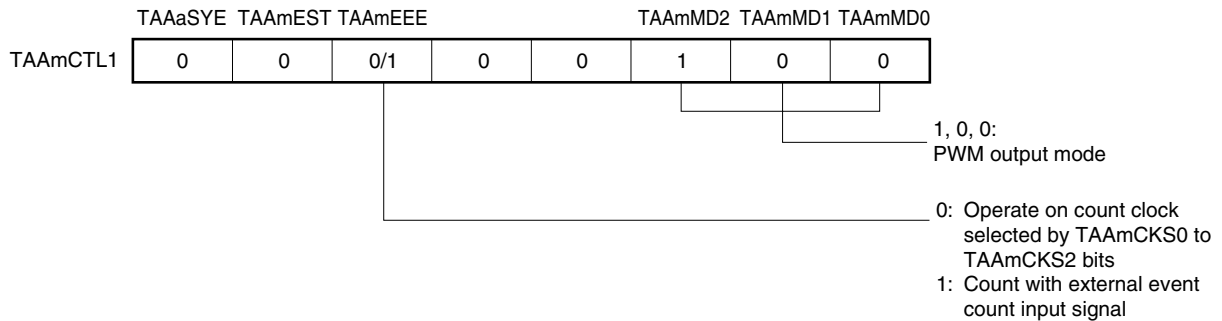 TAAaSYE TAAmEST TAAmEEE TAAmMD2 TAAmMD1 TAAmMD0
TAAmCTL1 0 0 0/1 0 0 1 0 0
1, 0, 0:
PWM output mode
0: Operate on count clock
selected by TAAmCKS0 to
TAAmCKS2 bits
1: Count with external event
count input signal